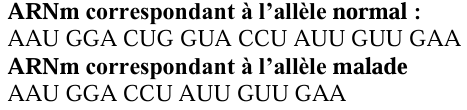 ARNm correspondant à l’allèle normal :
AAU GGA CUG GUA CCU AUU GUU GAA
ARNm correspondant à l’allèle malade
AAU GGA CCU AUU GUU GAA